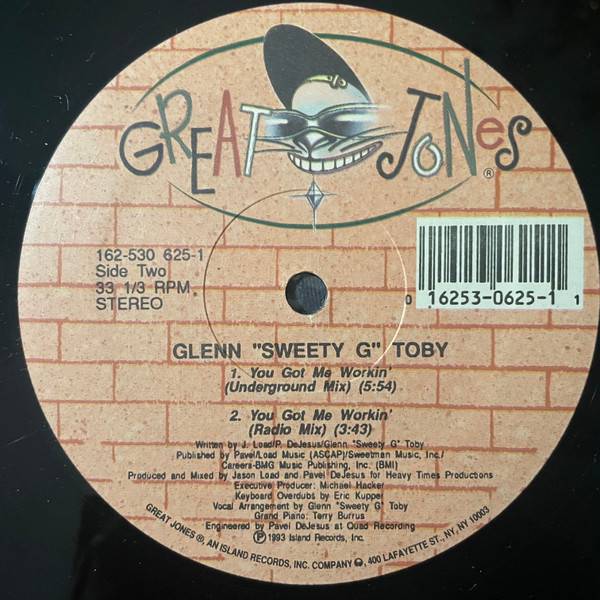 GREAT JONES ®
162-530 625-1
Side Two
33 1/3 RPM
STEREO
0 16253-0625-1 1
GLENN "SWEETY G" TOBY
1. You Got Me Workin'
(Underground Mix) (5:54)
2. You Got Me Workin'
(Radio Mix) (3:43)
Written by J. Load/P. DeJesus/Glenn "Sweety G" Toby
Published by Pavel/Load Music (ASCAP)/Sweetman Music, Inc./
Careers-BMG Music Publishing, Inc. (BMI)
Produced and Mixed by Jason Load and Pavel DeJesus for Heavy Times Productions
Executive Producer: Michael Hacker
Keyboard Overdubs by Eric Kupper
Vocal Arrangement by Glenn "Sweety G" Toby
Grand Piano: Terry Burrus
Engineered by Pavel DeJesus at Quad Recording
℗ 1993 Island Records, Inc.
GREAT JONES ®, AN ISLAND RECORDS, INC. COMPANY , 400 LAFAYETTE ST., NY, NY 10003